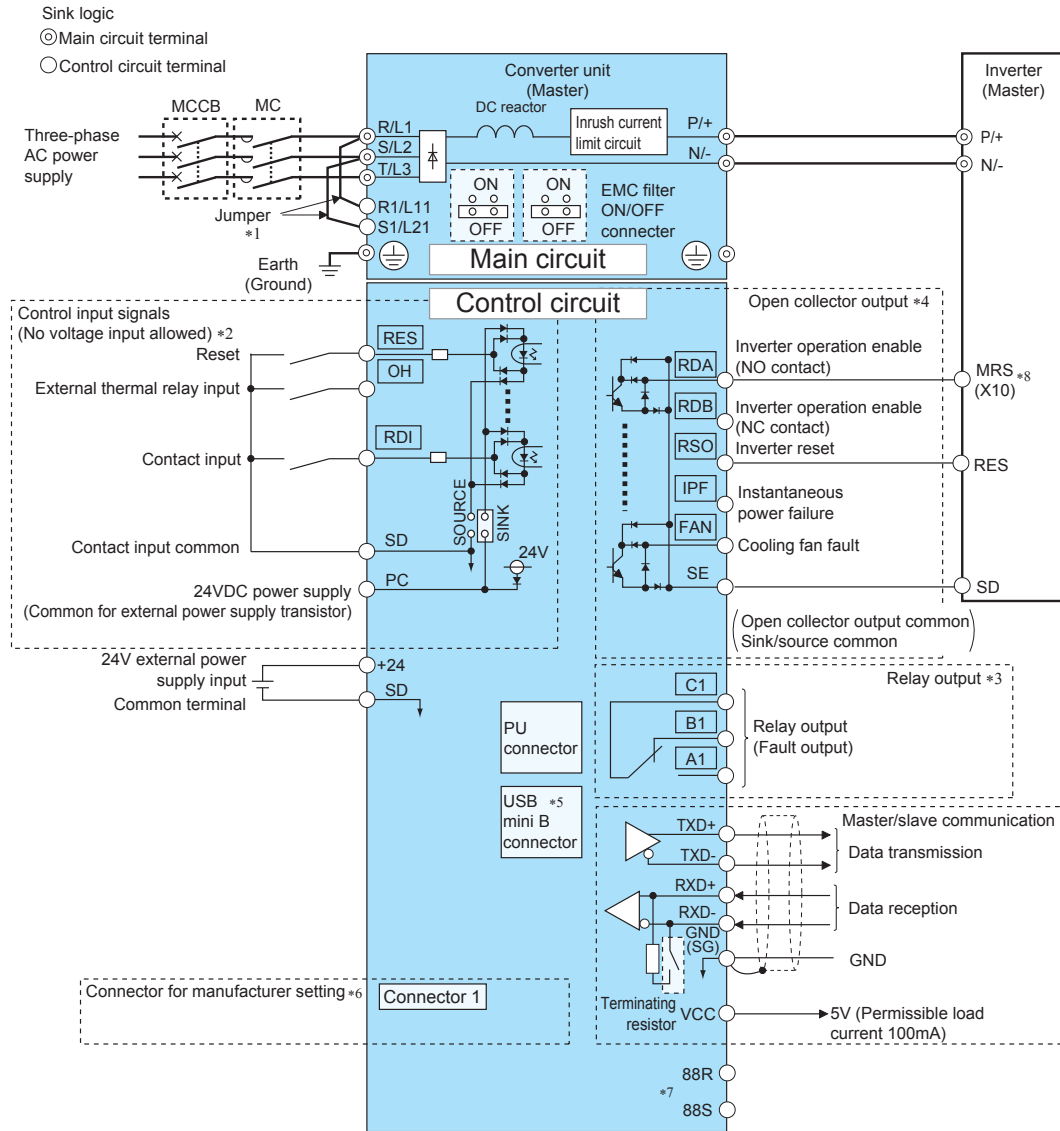 Sink logic
Main circuit terminal
Control circuit terminal
MCCB
MC
Three-phase
AC power
supply
Jumper
*1
Earth
(Ground)
Converter unit
(Master)
DC reactor
Inrush current
limit circuit
R/L1
S/L2
T/L3
R1/L11
S1/L21
P/+
N/-
ON
OFF
ON
OFF
EMC filter
ON/OFF
connecter
Main circuit
Inverter
(Master)
P/+
N/-
Control circuit
Control input signals
(No voltage input allowed) *2
Reset
External thermal relay input
Contact input
Contact input common
24VDC power supply
(Common for external power supply transistor)
RES
OH
RDI
SD
PC
SOURCE
SINK
24V
24V external power
supply input
Common terminal
+24
SD
Open collector output *4
RDA
Inverter operation enable
(NO contact)
RDB
Inverter operation enable
(NC contact)
RSO
Inverter reset
IPF
Instantaneous
power failure
FAN
Cooling fan fault
SE
Open collector output common
Sink/source common
MRS *8
(X10)
RES
SD
Relay output *3
C1
B1
A1
Relay output
(Fault output)
PU
connector
USB *5
mini B
connector
Master/slave communication
TXD+
TXD-
Data transmission
RXD+
RXD-
Data reception
GND
(SG)
GND
Terminating
resistor
VCC
5V (Permissible load
current 100mA)
Connector for manufacturer setting *6
Connector 1
88R
*7
88S